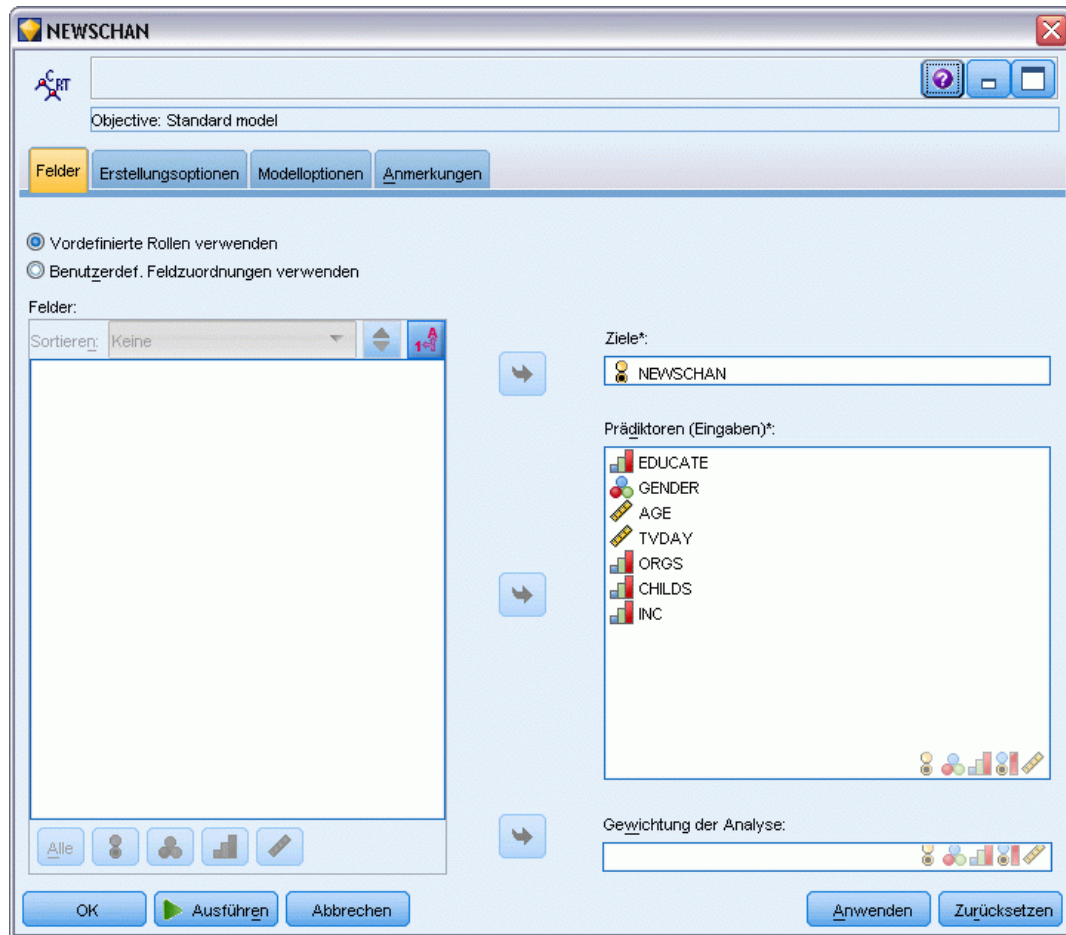 NEWSCHAN
C RT
Objective: Standard model
Felder Erstellungsoptionen Modelloptionen Anmerkungen
Vordefinierte Rollen verwenden
Benutzerdef. Feldzuordnungen verwenden
Felder:
Sortieren: Keine
Ziele*:
NEWSCHAN
Prädiktoren (Eingaben)*:
EDUCATE
GENDER
AGE
TVDAY
ORGS
CHILDS
INC
Alle
Gewichtung der Analyse:
OK Ausführen Abbrechen Anwenden Zurücksetzen